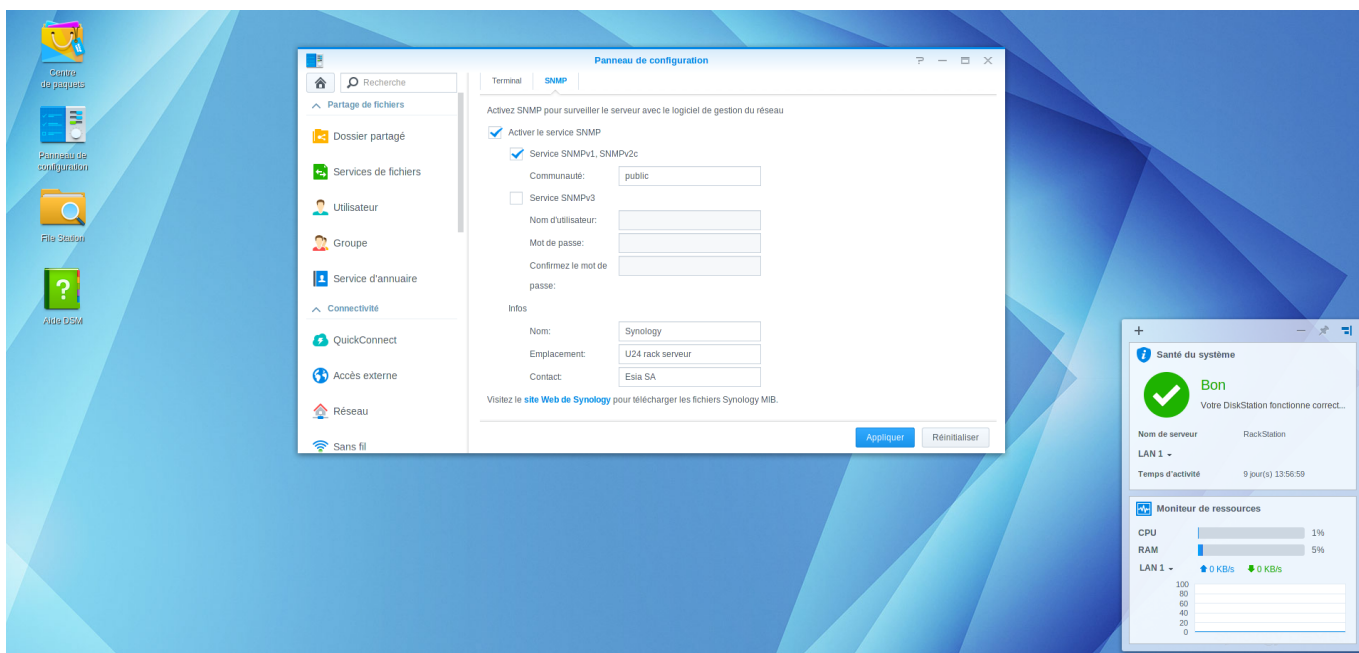 Centre
de paquets
Panneau de
configuration
File Station
?
Aide DSM
Panneau de configuration
?
Recherche
Partage de fichiers
Dossier partagé
Services de fichiers
Utilisateur
Groupe
Service d'annuaire
Connectivité
QuickConnect
Accès externe
Réseau
Sans fil
Terminal SNMP
Activez SNMP pour surveiller le serveur avec le logiciel de gestion du réseau
Activer le service SNMP
Service SNMPv1, SNMPv2c
Communauté: public
Service SNMPv3
Nom d'utilisateur:
Mot de passe:
Confirmez le mot de
passe:
Infos
Nom: Synology
Emplacement: U24 rack serveur
Contact: Esia SA
Visitez le site Web de Synology pour télécharger les fichiers Synology MIB.
Appliquer Réinitialiser
+
Santé du système
Bon
Votre DiskStation fonctionne correct...
Nom de serveur RackStation
LAN 1
Temps d'activité 9 jour(s) 13:56:59
Moniteur de ressources
CPU 1%
RAM 5%
LAN 1 0 KB/s 0 KB/s
100
80
60
40
20
0